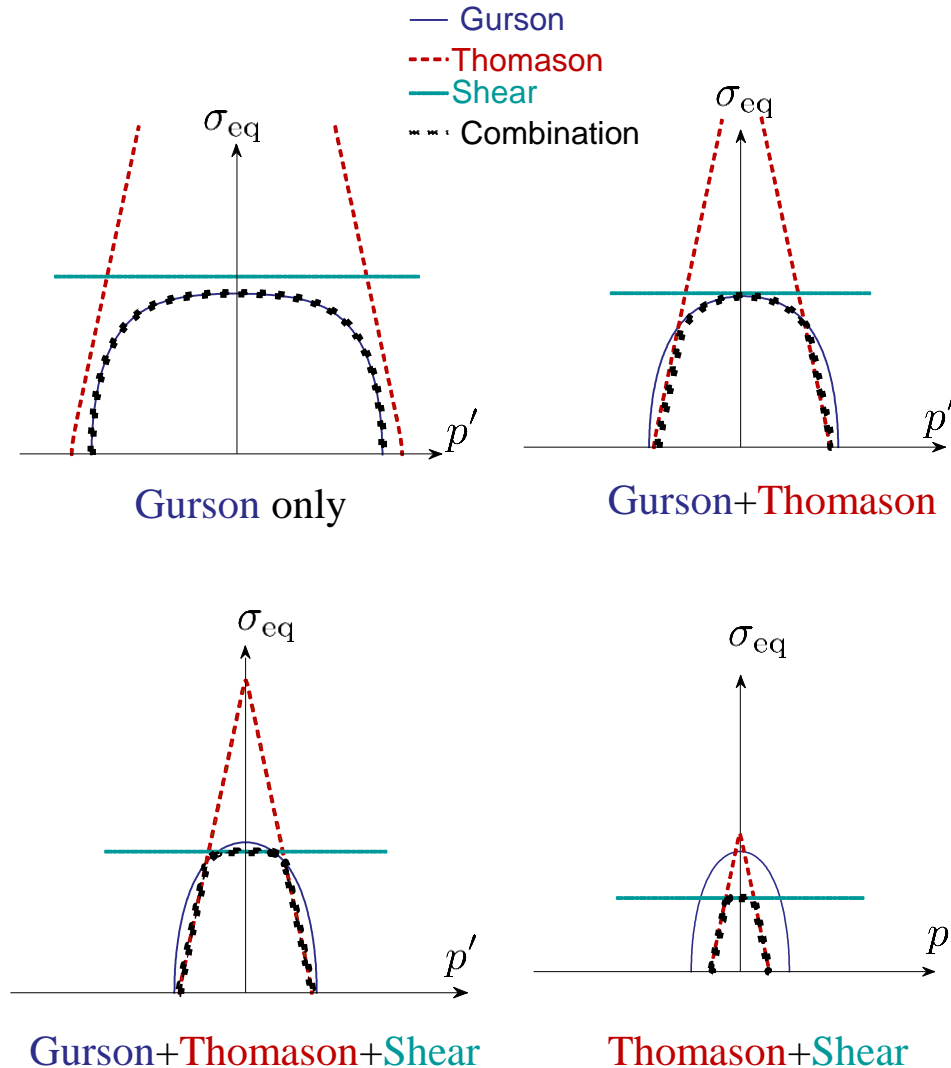 Gurson
Thomason
Shear
Combination
σeq
p′
Gurson only
σeq
p′
Gurson+Thomason
σeq
p′
Gurson+Thomason+Shear
σeq
p
Thomason+Shear